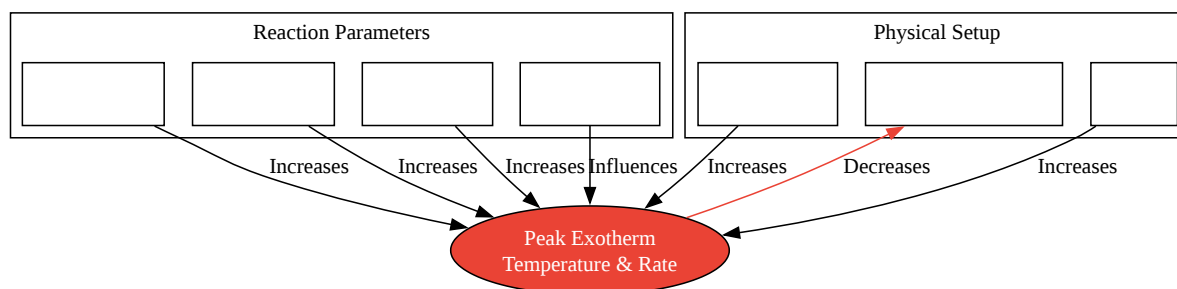 Reaction Parameters
Physical Setup
Increases
Increases
Increases
Influences
Increases
Decreases
Increases
Peak Exotherm
Temperature & Rate